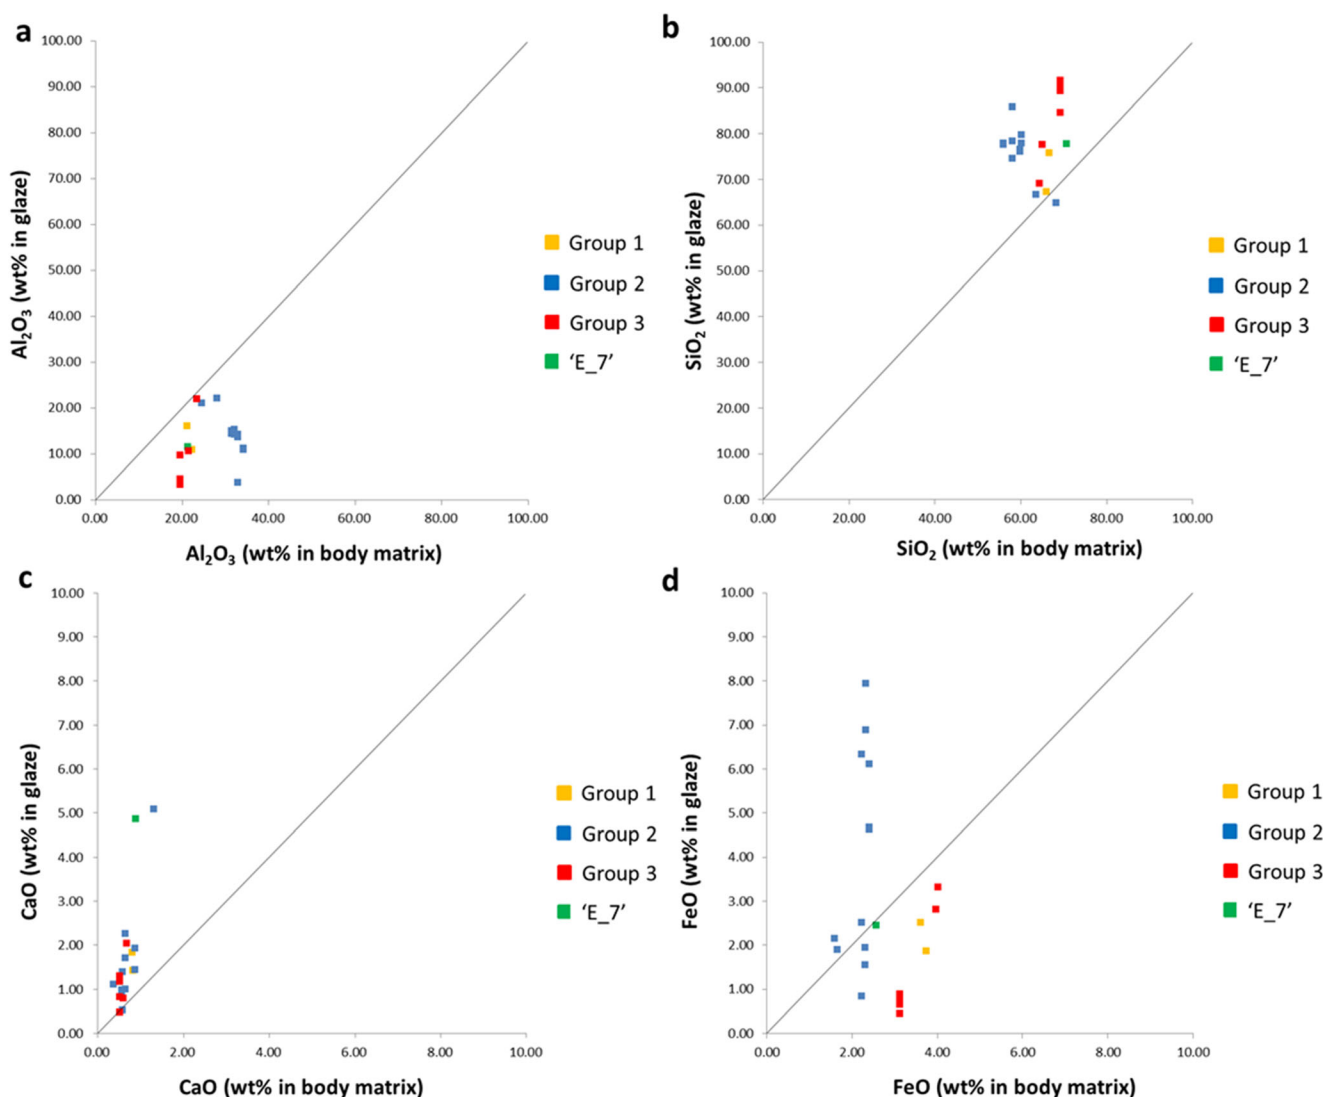 a
100.00
90.00
80.00
70.00
60.00
50.00
40.00
30.00
20.00
10.00
0.00
Al₂O₃ (wt% in glaze)
0.00 20.00 40.00 60.00 80.00 100.00
Al₂O₃ (wt% in body matrix)
Group 1
Group 2
Group 3
‘E_7’
b
100.00
90.00
80.00
70.00
60.00
50.00
40.00
30.00
20.00
10.00
0.00
SiO₂ (wt% in glaze)
0.00 20.00 40.00 60.00 80.00 100.00
SiO₂ (wt% in body matrix)
Group 1
Group 2
Group 3
‘E_7’
c
10.00
9.00
8.00
7.00
6.00
5.00
4.00
3.00
2.00
1.00
0.00
CaO (wt% in glaze)
0.00 2.00 4.00 6.00 8.00 10.00
CaO (wt% in body matrix)
Group 1
Group 2
Group 3
‘E_7’
d
10.00
9.00
8.00
7.00
6.00
5.00
4.00
3.00
2.00
1.00
0.00
FeO (wt% in glaze)
0.00 2.00 4.00 6.00 8.00 10.00
FeO (wt% in body matrix)
Group 1
Group 2
Group 3
‘E_7’